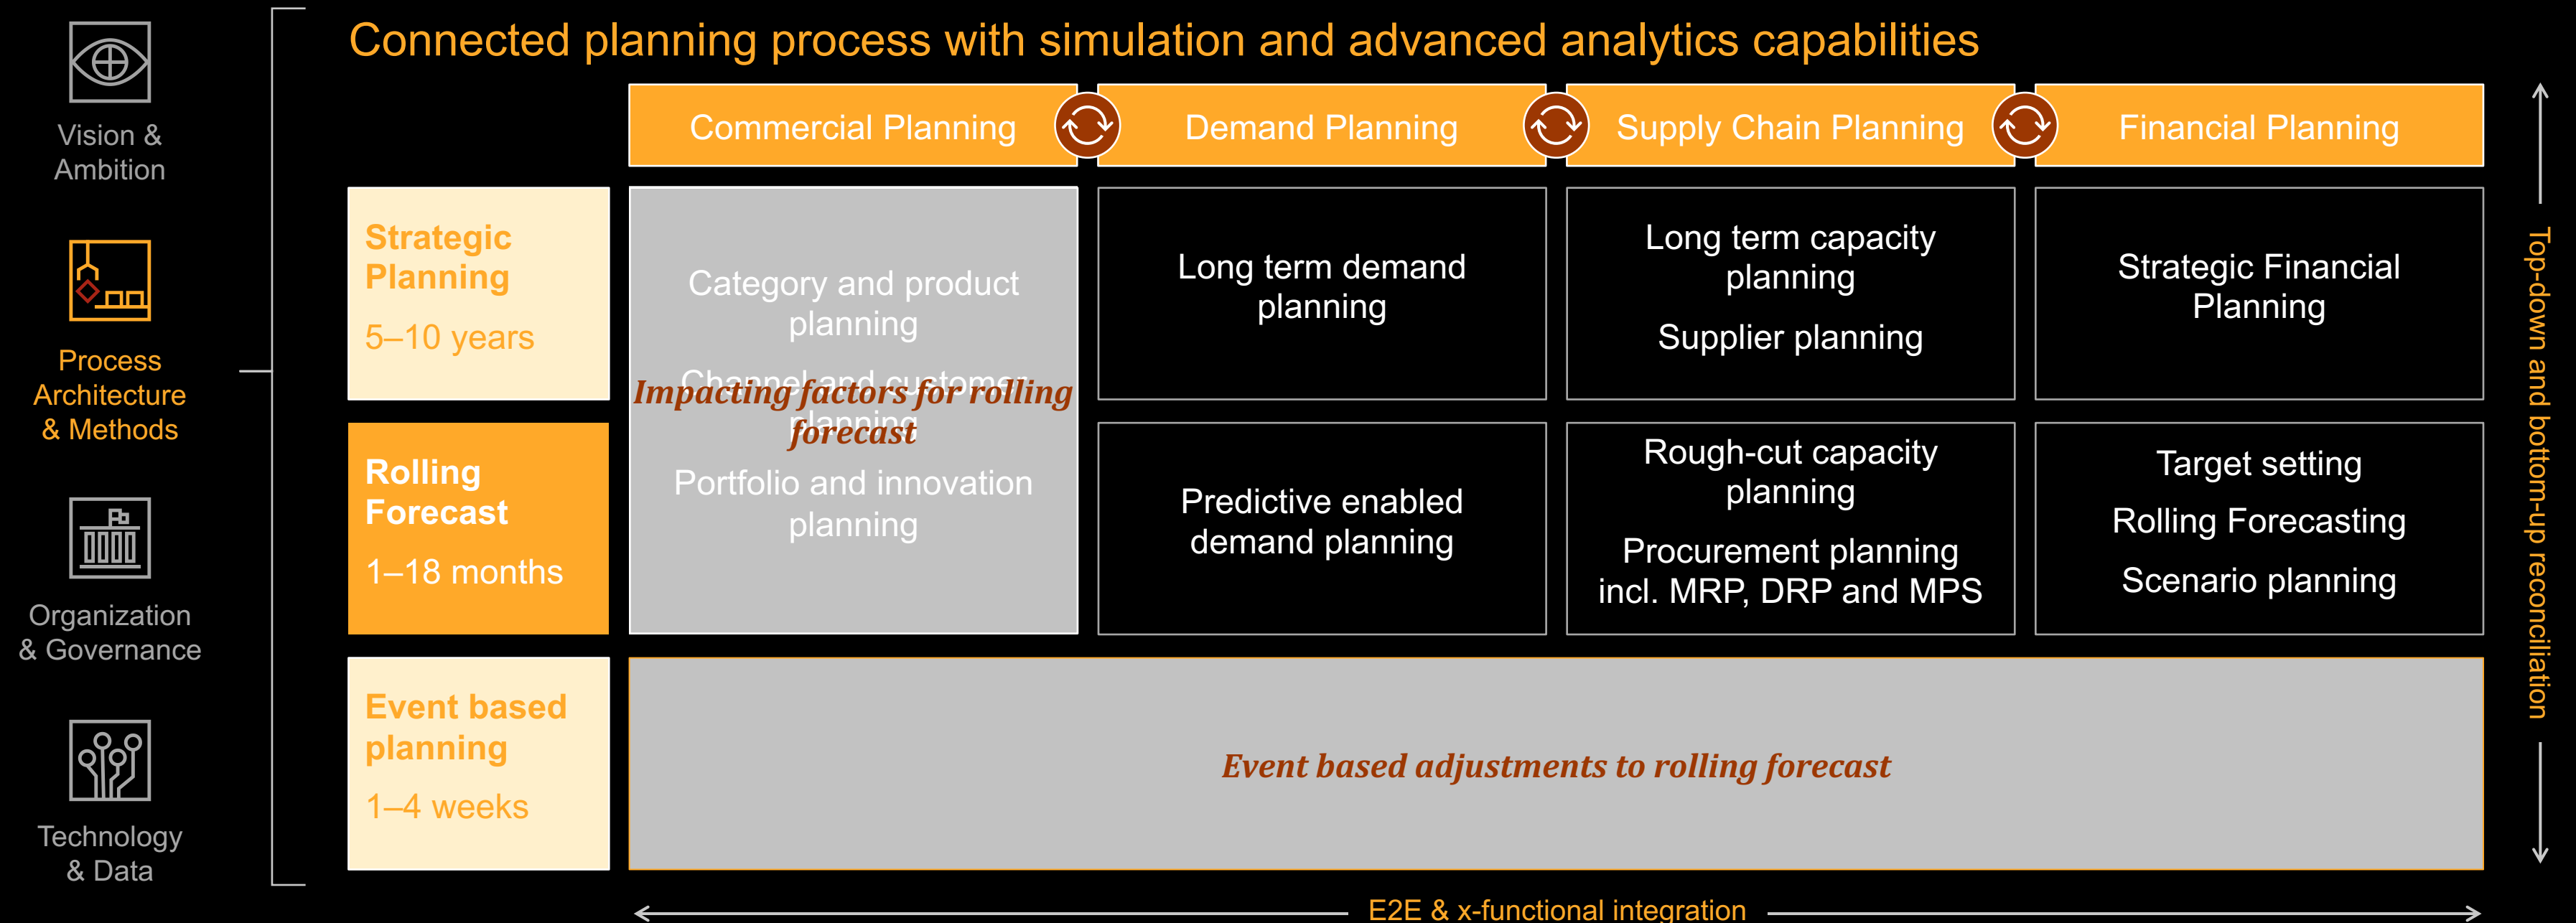 Connected planning process with simulation and advanced analytics capabilities
Vision &
Ambition
Process
Architecture
& Methods
Organization
& Governance
Technology
& Data
Commercial Planning
Demand Planning
Supply Chain Planning
Financial Planning
Strategic
Planning
5–10 years
Category and product
planning
Channel and customer
planning
Portfolio and innovation
planning
Impacting factors for rolling
forecast
Long term demand
planning
Long term capacity
planning
Supplier planning
Strategic Financial
Planning
Rolling
Forecast
1–18 months
Predictive enabled
demand planning
Rough-cut capacity
planning
Procurement planning
incl. MRP, DRP and MPS
Target setting
Rolling Forecasting
Scenario planning
Event based
planning
1–4 weeks
Event based adjustments to rolling forecast
Top-down and bottom-up reconciliation
E2E & x-functional integration